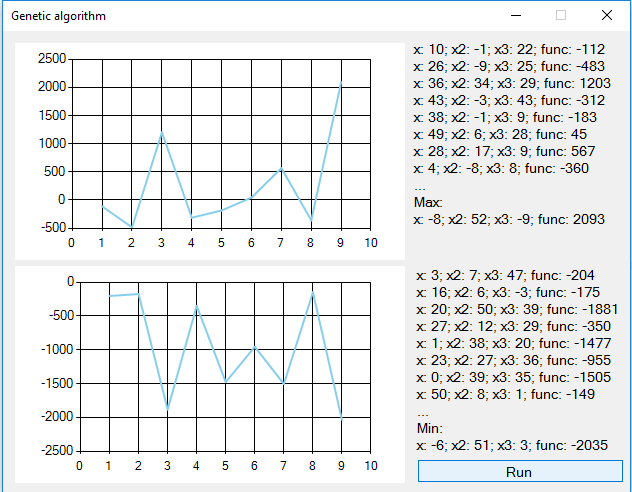 Genetic algorithm
2500
2000
1500
1000
500
0
-500
0 1 2 3 4 5 6 7 8 9 10
x: 10; x2: -1; x3: 22; func: -112
x: 26; x2: -9; x3: 25; func: -483
x: 36; x2: 34; x3: 29; func: 1203
x: 43; x2: -3; x3: 43; func: -312
x: 38; x2: -1; x3: 9; func: -183
x: 49; x2: 6; x3: 28; func: 45
x: 28; x2: 17; x3: 9; func: 567
x: 4; x2: -8; x3: 8; func: -360
...
Max:
x: -8; x2: 52; x3: -9; func: 2093
0
-500
-1000
-1500
-2000
-2500
0 1 2 3 4 5 6 7 8 9 10
x: 3; x2: 7; x3: 47; func: -204
x: 16; x2: 6; x3: -3; func: -175
x: 20; x2: 50; x3: 39; func: -1881
x: 27; x2: 12; x3: 29; func: -350
x: 1; x2: 38; x3: 20; func: -1477
x: 23; x2: 27; x3: 36; func: -955
x: 0; x2: 39; x3: 35; func: -1505
x: 50; x2: 8; x3: 1; func: -149
...
Min:
x: -6; x2: 51; x3: 3; func: -2035
Run